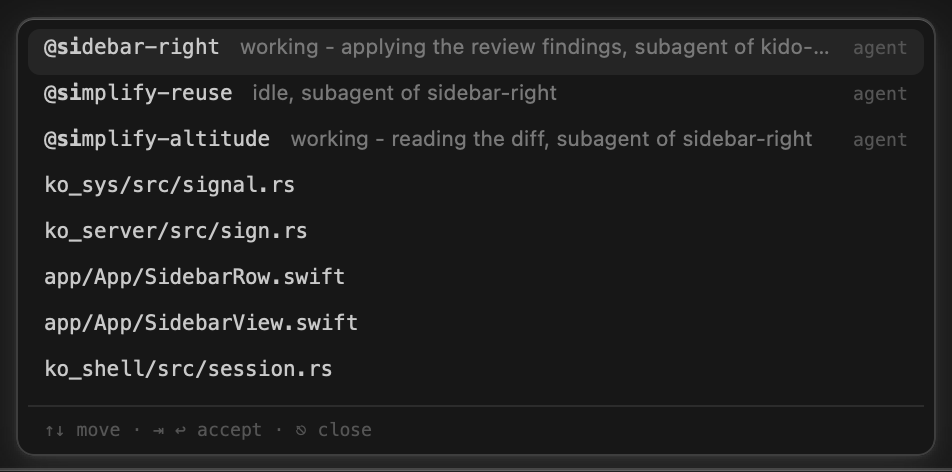 @sidebar-right working - applying the review findings, subagent of kido-... agent
@simplify-reuse idle, subagent of sidebar-right agent
@simplify-altitude working - reading the diff, subagent of sidebar-right agent
ko_sys/src/signal.rs
ko_server/src/sign.rs
app/App/SidebarRow.swift
app/App/SidebarView.swift
ko_shell/src/session.rs
↑↓ move · ⇥ ↩ accept · ⎋ close